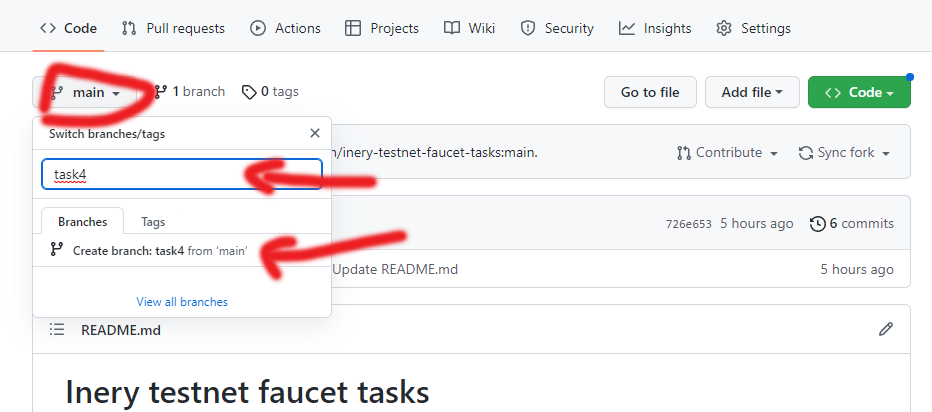 Code Pull requests Actions Projects Wiki Security Insights Settings
main 1 branch 0 tags Go to file Add file Code
Switch branches/tags
/inery-testnet-faucet-tasks:main. Contribute Sync fork
task4
Branches Tags
726e653 5 hours ago 6 commits
Create branch: task4 from 'main'
Update README.md 5 hours ago
View all branches
README.md
Inery testnet faucet tasks